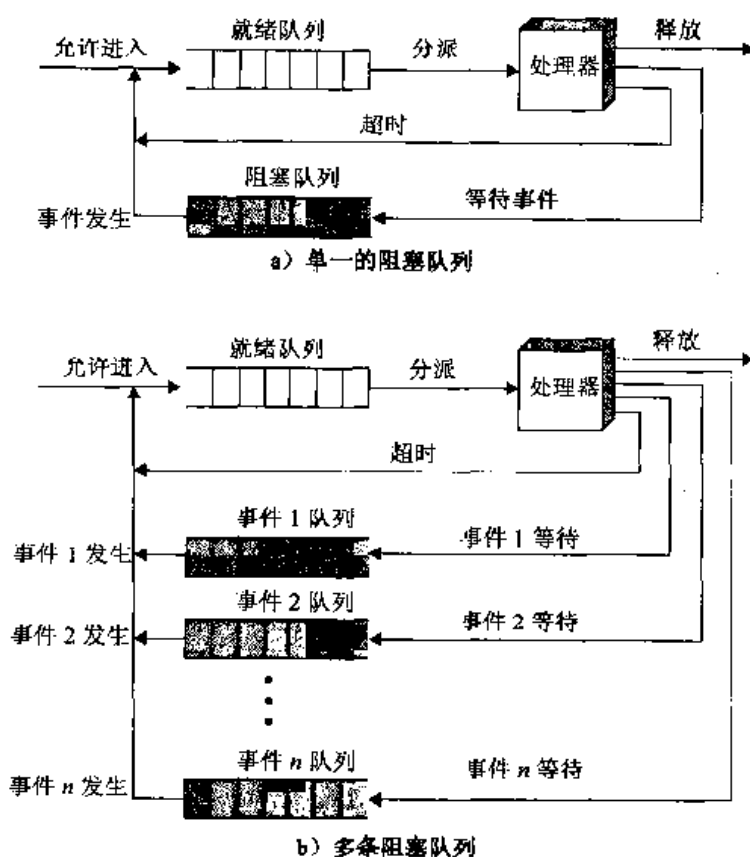 就绪队列
释放
允许进入
分派
处理器
超时
阻塞队列
等待事件
事件发生
a）单一的阻塞队列
就绪队列
释放
允许进入
分派
处理器
超时
事件 1 队列
事件 1 发生
事件 1 等待
事件 2 队列
事件 2 发生
事件 2 等待
事件 n 队列
事件 n 发生
事件 n 等待
b）多条阻塞队列